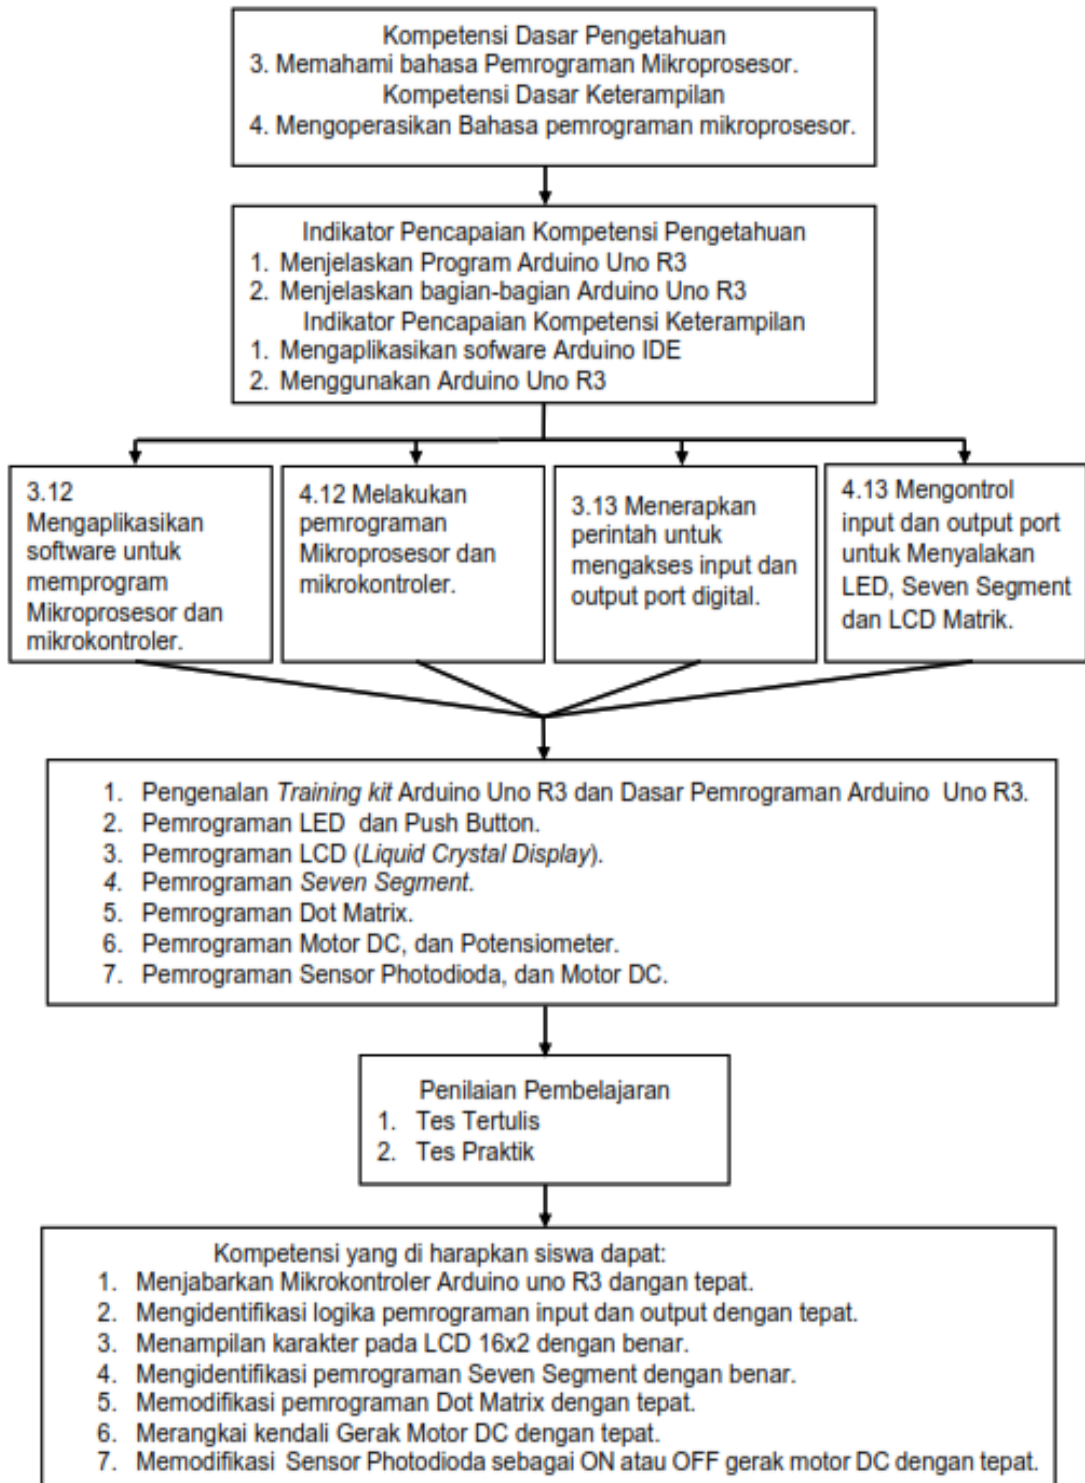 Kompetensi Dasar Pengetahuan
3. Memahami bahasa Pemrograman Mikroprosesor.
Kompetensi Dasar Keterampilan
4. Mengoperasikan Bahasa pemrograman mikroprosesor.
Indikator Pencapaian Kompetensi Pengetahuan
1. Menjelaskan Program Arduino Uno R3
2. Menjelaskan bagian-bagian Arduino Uno R3
Indikator Pencapaian Kompetensi Keterampilan
1. Mengaplikasikan sofware Arduino IDE
2. Menggunakan Arduino Uno R3
3.12
Mengaplikasikan
software untuk
memprogram
Mikroprosesor dan
mikrokontroler.
4.12 Melakukan
pemrograman
Mikroprosesor dan
mikrokontroler.
3.13 Menerapkan
perintah untuk
mengakses input dan
output port digital.
4.13 Mengontrol
input dan output port
untuk Menyalakan
LED, Seven Segment
dan LCD Matrik.
1. Pengenalan Training kit Arduino Uno R3 dan Dasar Pemrograman Arduino Uno R3.
2. Pemrograman LED dan Push Button.
3. Pemrograman LCD (Liquid Crystal Display).
4. Pemrograman Seven Segment.
5. Pemrograman Dot Matrix.
6. Pemrograman Motor DC, dan Potensiometer.
7. Pemrograman Sensor Photodioda, dan Motor DC.
Penilaian Pembelajaran
1. Tes Tertulis
2. Tes Praktik
Kompetensi yang di harapkan siswa dapat:
1. Menjabarkan Mikrokontroler Arduino uno R3 dangan tepat.
2. Mengidentifikasi logika pemrograman input dan output dengan tepat.
3. Menampilan karakter pada LCD 16x2 dengan benar.
4. Mengidentifikasi pemrograman Seven Segment dengan benar.
5. Memodifikasi pemrograman Dot Matrix dengan tepat.
6. Merangkai kendali Gerak Motor DC dengan tepat.
7. Memodifikasi Sensor Photodioda sebagai ON atau OFF gerak motor DC dengan tepat.